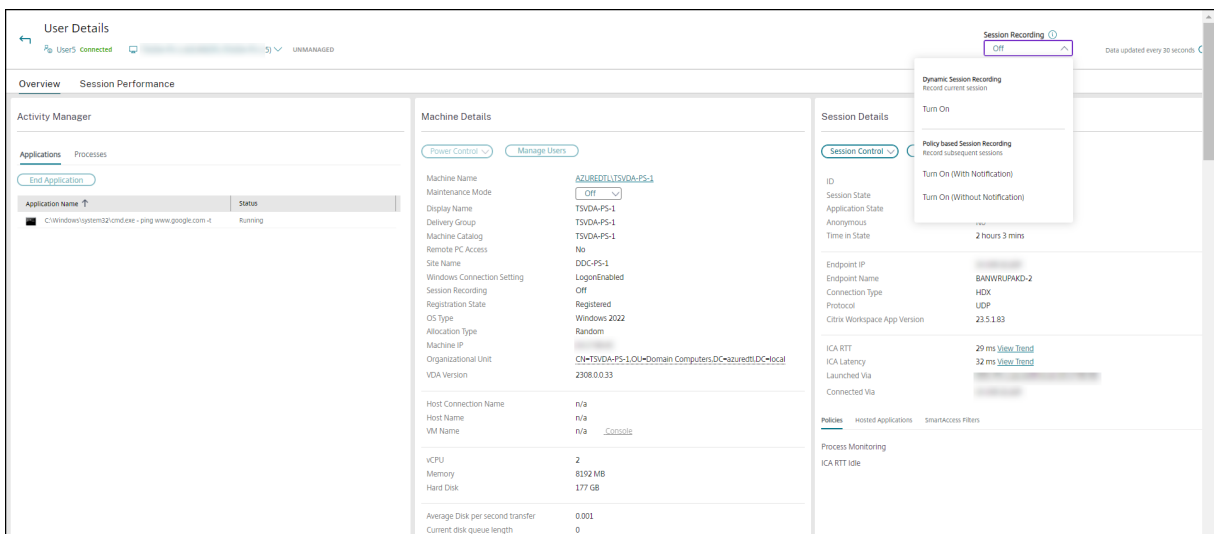 User Details
User5 Connected 5) UNMANAGED
Session Recording
Off
Data updated every 30 seconds
Overview Session Performance
Dynamic Session Recording
Record current session
Turn On
Policy based Session Recording
Record subsequent sessions
Turn On (With Notification)
Turn On (Without Notification)
Activity Manager
Applications Processes
End Application
Application Name Status
C:\Windows\system32\cmd.exe - ping www.google.com -t Running
Machine Details
Power Control Manage Users
Machine Name AZUREDTL\TSVDA-PS-1
Maintenance Mode Off
Display Name TSVDA-PS-1
Delivery Group TSVDA-PS-1
Machine Catalog TSVDA-PS-1
Remote PC Access No
Site Name DDC-PS-1
Windows Connection Setting LogonEnabled
Session Recording Off
Registration State Registered
OS Type Windows 2022
Allocation Type Random
Machine IP
Organizational Unit CN=TSVDA-PS-1,OU=Domain Computers,DC=azuredtl,DC=local
VDA Version 2308.0.0.33
Host Connection Name n/a
Host Name n/a
VM Name n/a Console
vCPU 2
Memory 8192 MB
Hard Disk 177 GB
Average Disk per second transfer 0.001
Current disk queue length 0
Session Details
Session Control
ID
Session State
Application State
Anonymous No
Time in State 2 hours 3 mins
Endpoint IP
Endpoint Name BANWRUPAKD-2
Connection Type HDX
Protocol UDP
Citrix Workspace App Version 23.5.1.83
ICA RTT 29 ms View Trend
ICA Latency 32 ms View Trend
Launched Via
Connected Via
Policies Hosted Applications SmartAccess Filters
Process Monitoring
ICA RTT Idle